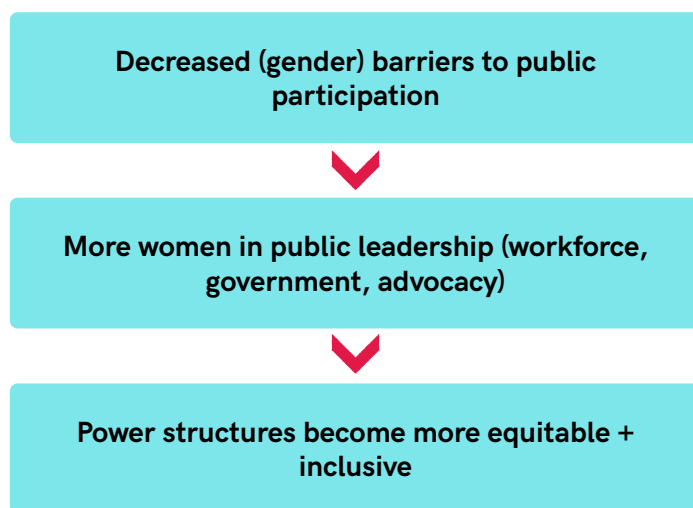 Decreased (gender) barriers to public
participation
More women in public leadership (workforce,
government, advocacy)
Power structures become more equitable +
inclusive